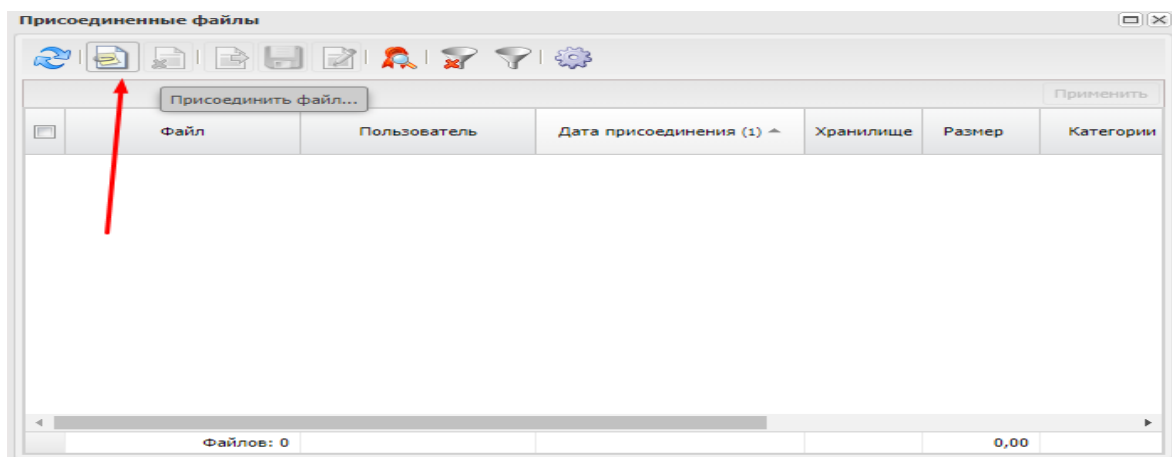 Присоединенные файлы
Присоединить файл...
Применить
Файл Пользователь Дата присоединения (1) Хранилище Размер Категории
Файлов: 0 0,00